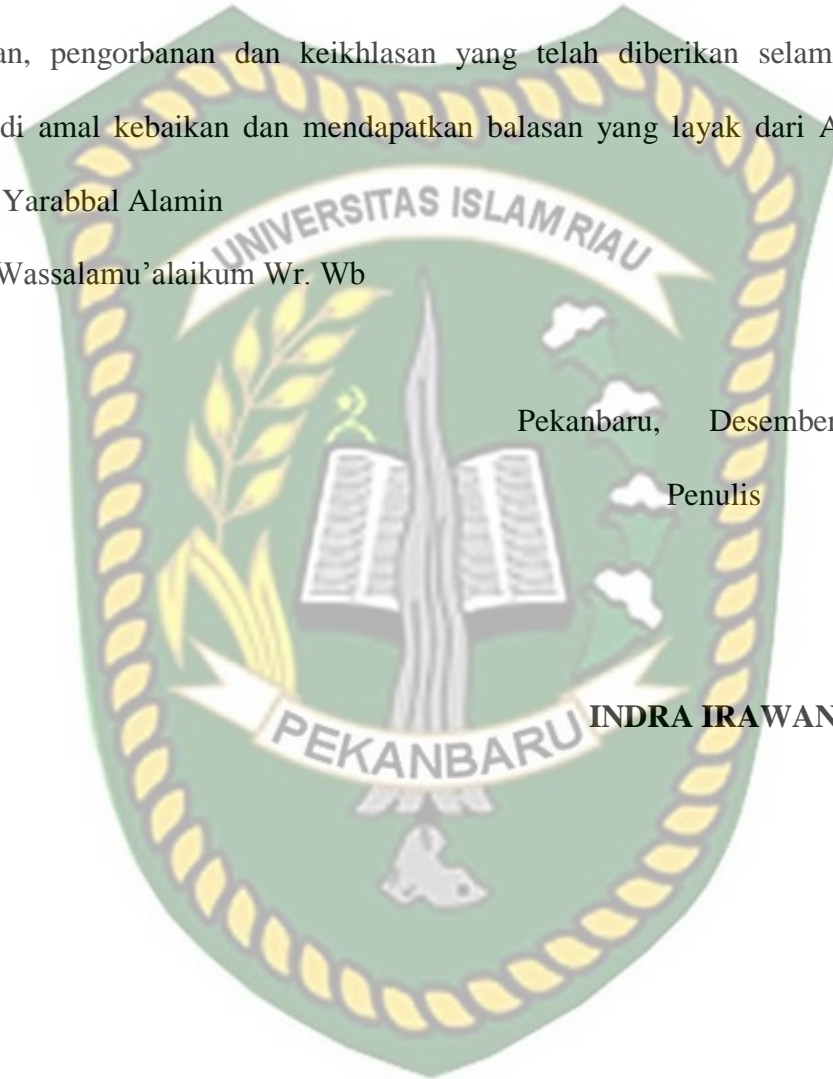 an, pengorbanan dan keikhlasan yang telah diberikan selam
di amal kebaikan dan mendapatkan balasan yang layak dari A
Yarabbal Alamin
UNIVERSITAS ISLAM RIAU
Wassalamu’alaikum Wr. Wb
Pekanbaru, Desember
Penulis
INDRA IRAWAN
PEKANBARU